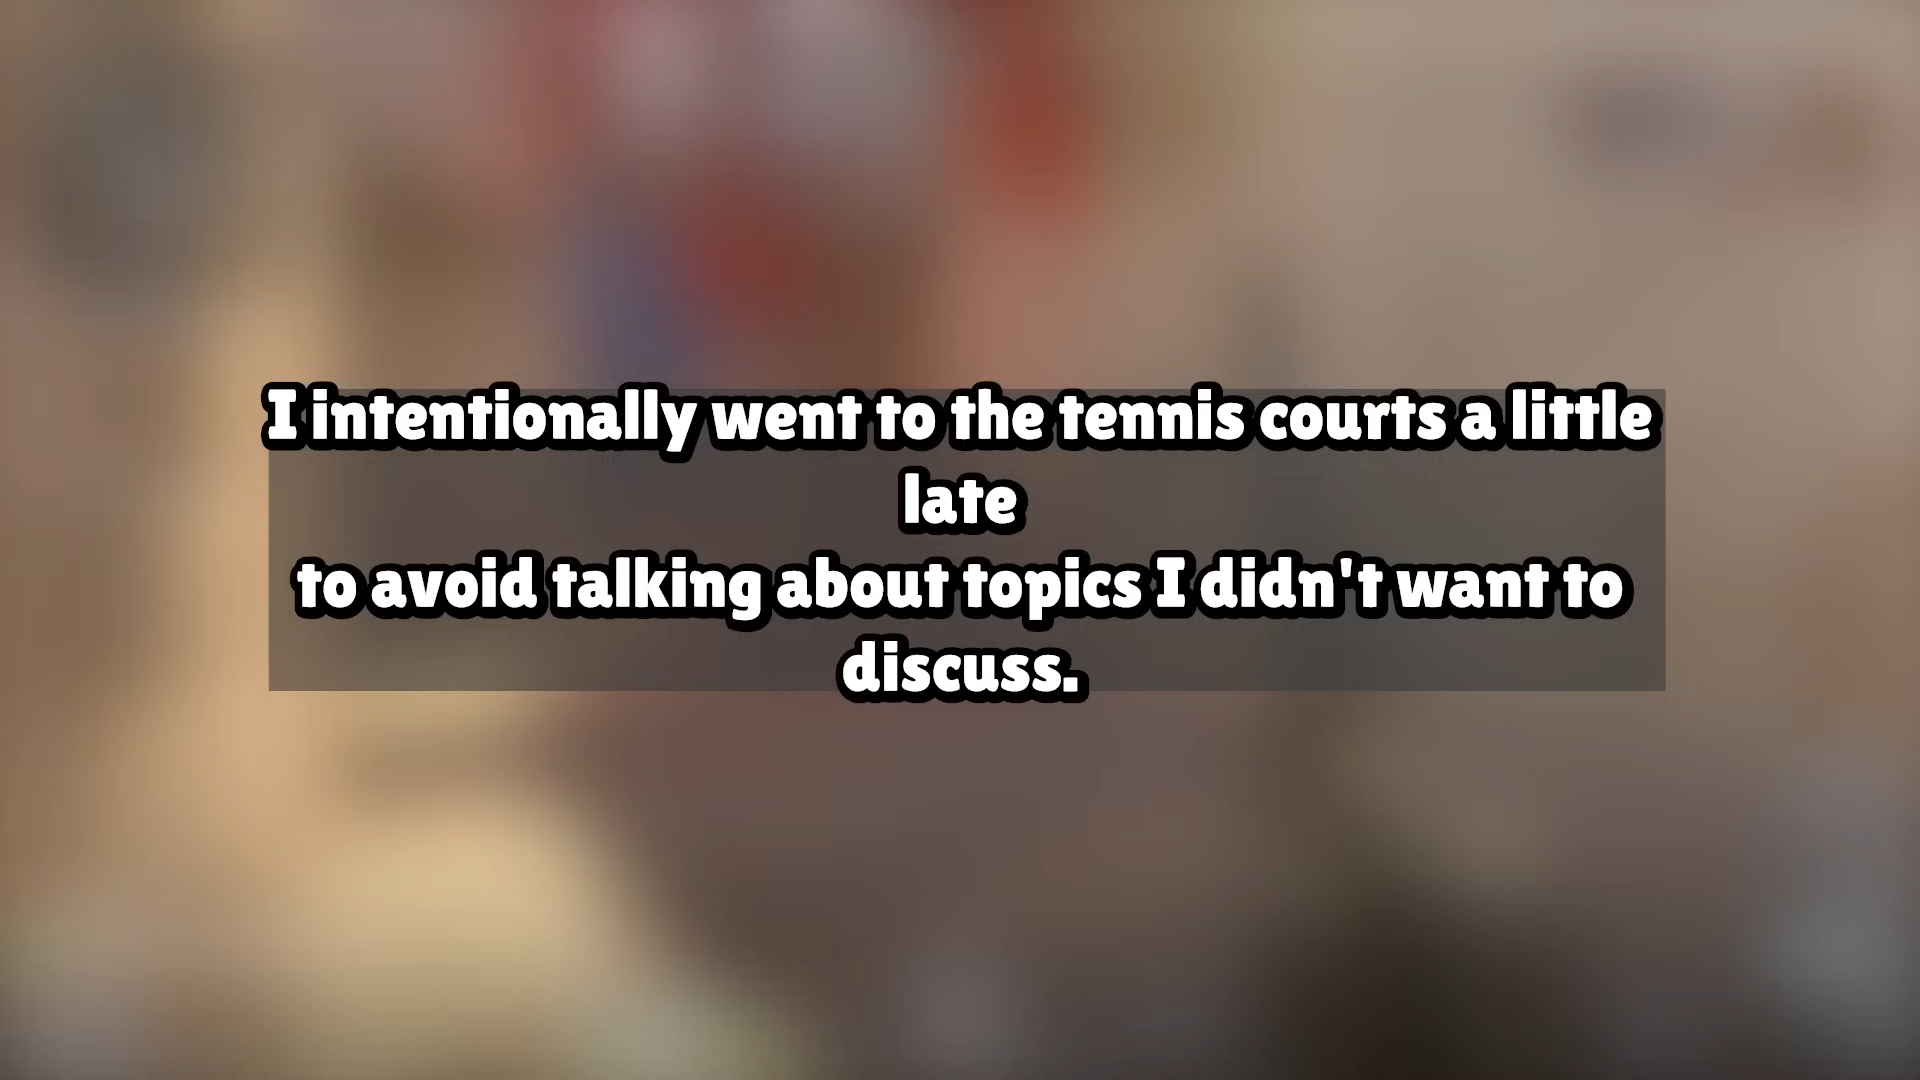 I intentionally went to the tennis courts a little
late
to avoid talking about topics I didn't want to
discuss.